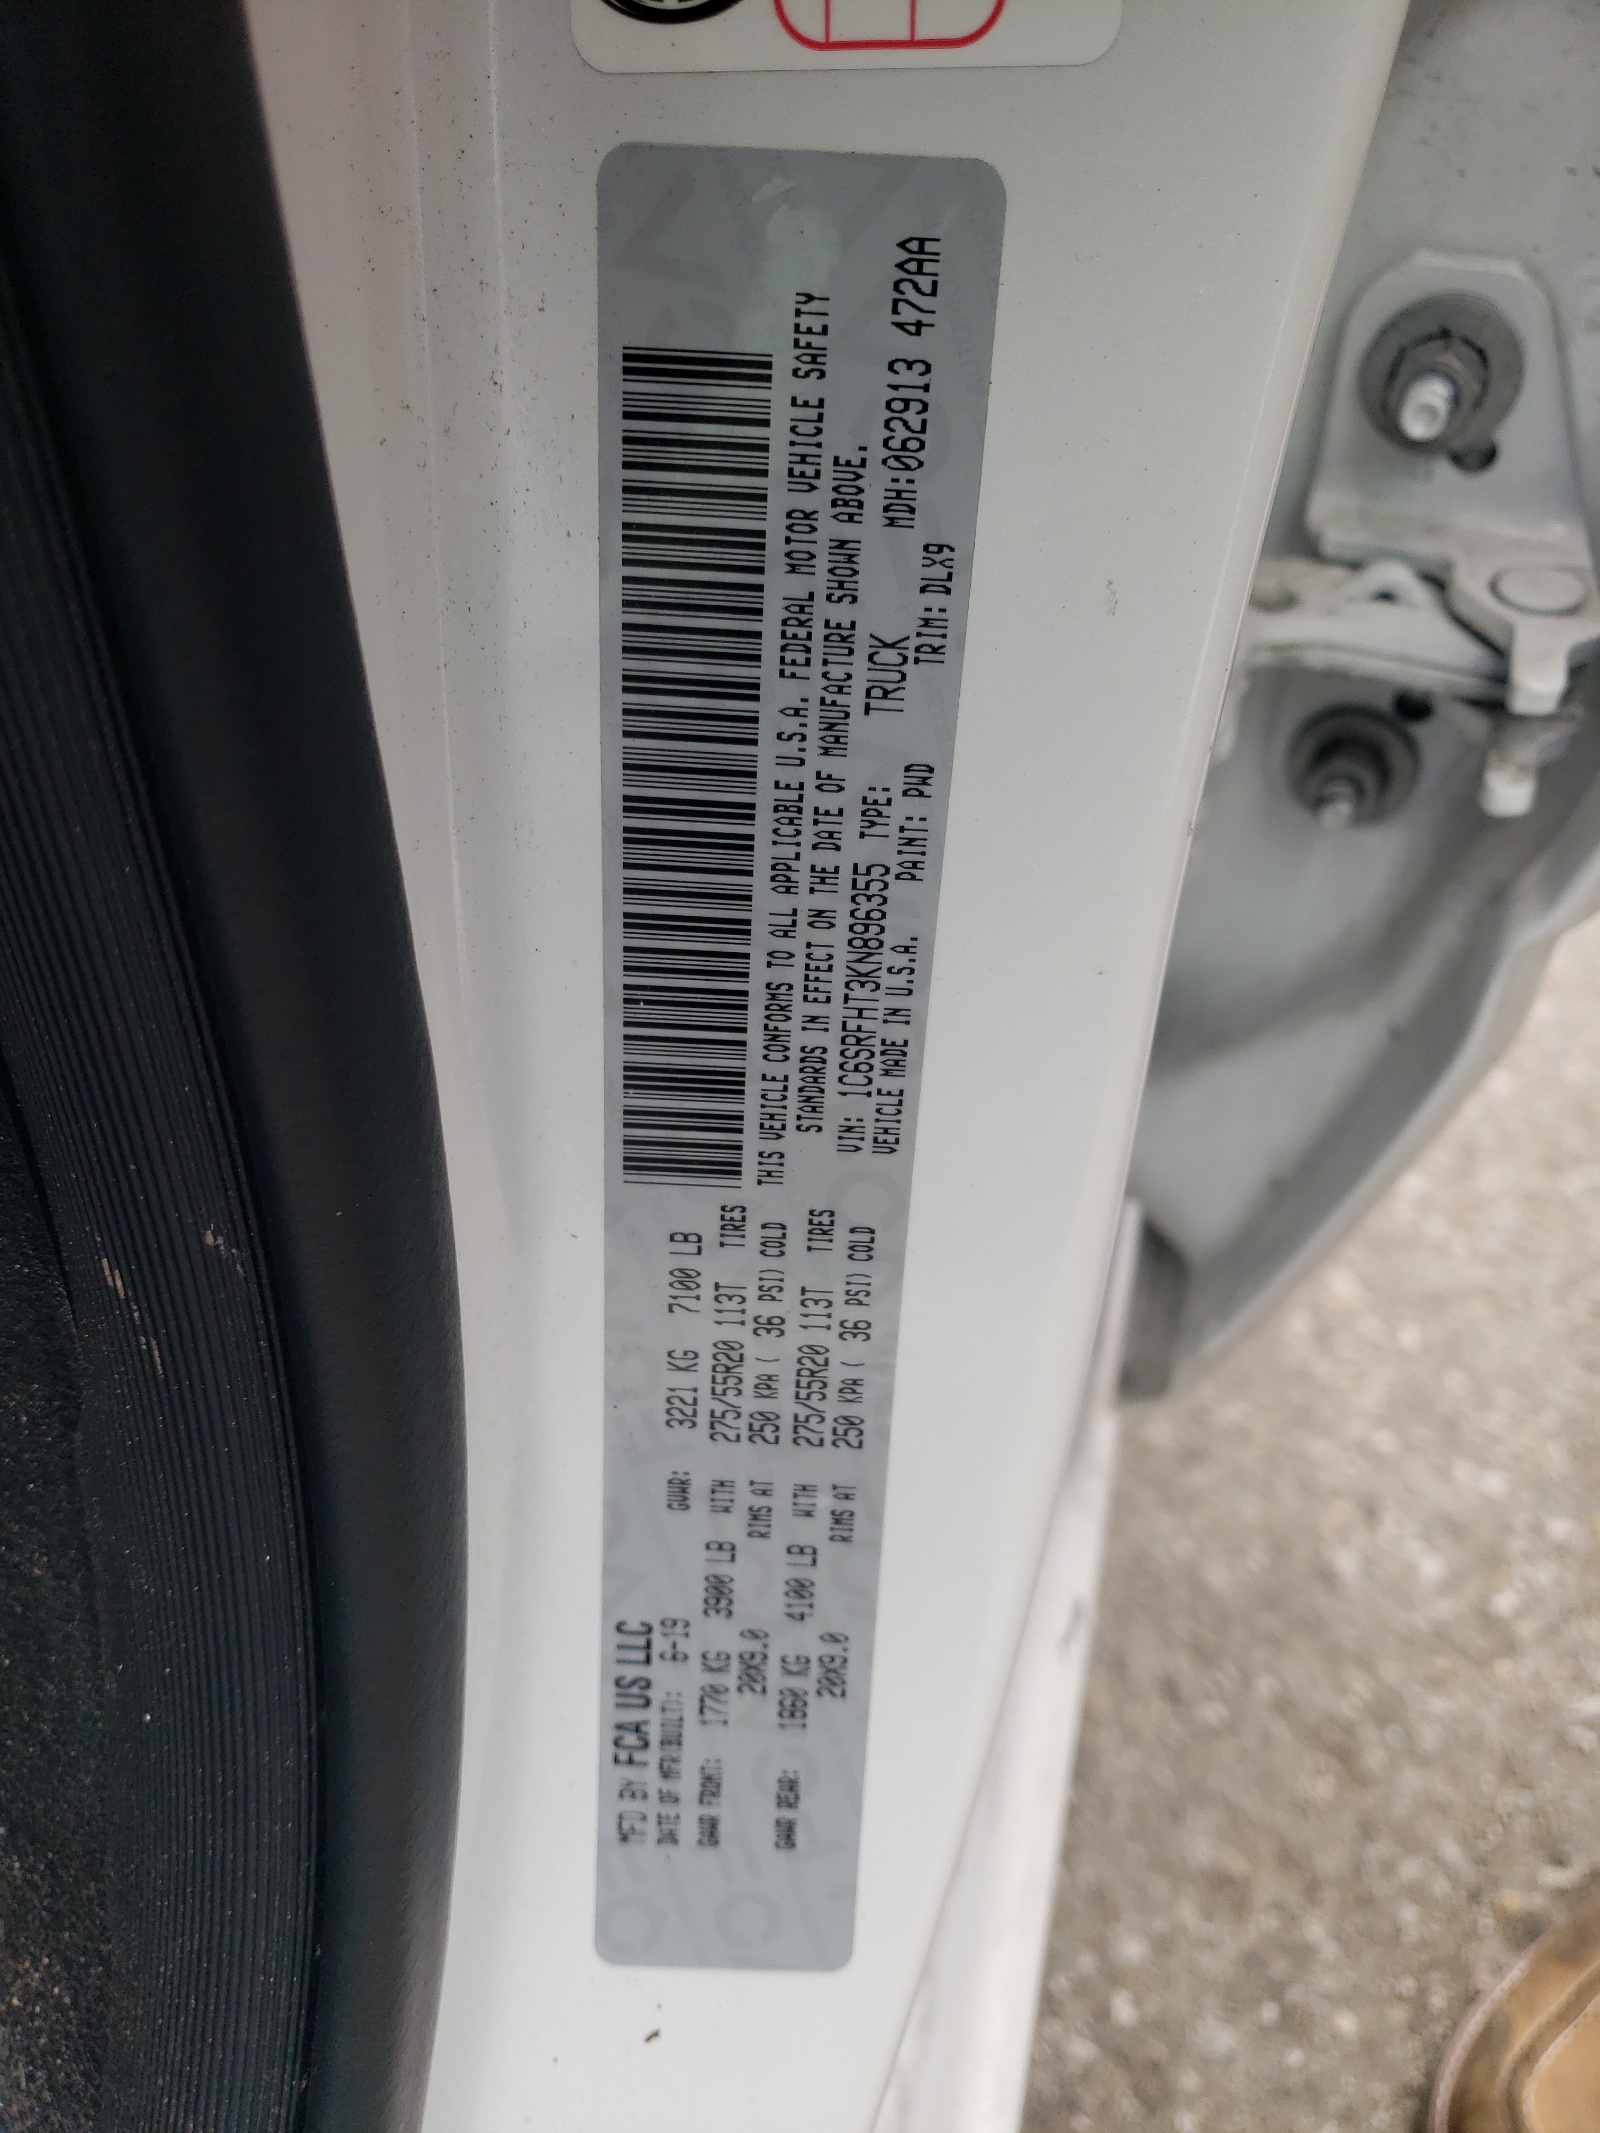 MFD BY FCA US LLC
DATE OF MFR(BUILT): 6-19 GVWR: 3221 KG 7100 LB
GAWR FRONT: 1770 KG 3900 LB WITH 275/55R20 113T TIRES
20X9.0 RIMS AT 250 KPA ( 36 PSI) COLD
GAWR REAR: 1860 KG 4100 LB WITH 275/55R20 113T TIRES
20X9.0 RIMS AT 250 KPA ( 36 PSI) COLD
THIS VEHICLE CONFORMS TO ALL APPLICABLE U.S.A. FEDERAL MOTOR VEHICLE SAFETY
STANDARDS IN EFFECT ON THE DATE OF MANUFACTURE SHOWN ABOVE.
VIN: 1C6SRFHT3KN896355 TYPE: TRUCK MDH:062913 472AA
VEHICLE MADE IN U.S.A. PAINT: PWD TRIM: DLX9